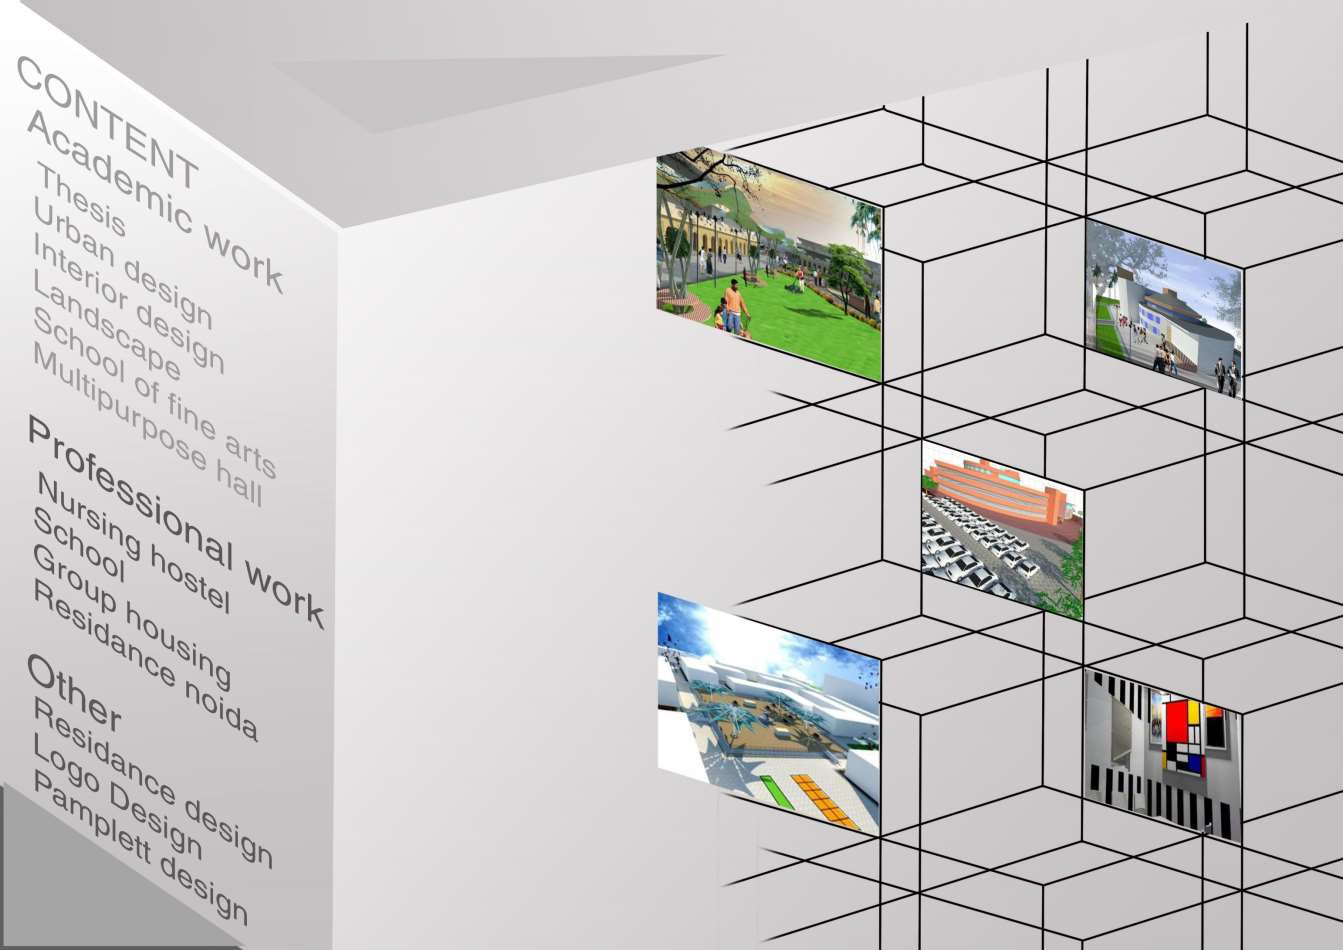 CONTENT
Academic work
Thesis
Urban design
Interior design
Landscape
School of fine arts
Multipurpose hall
Professional work
Nursing hostel
School
Group housing
Residance noida
Other
Residance design
Logo Design
Pamplett design